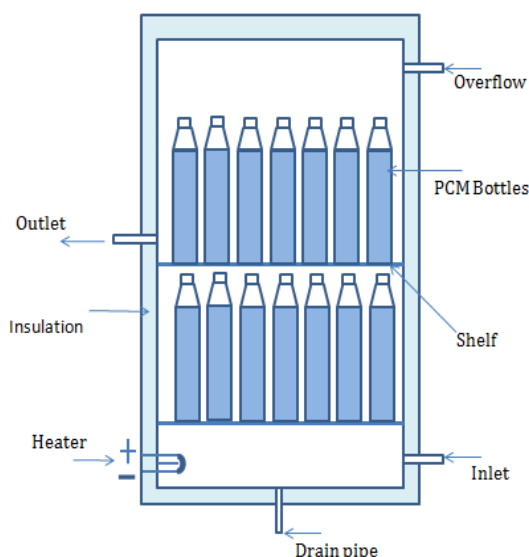 Overflow
PCM Bottles
Outlet
Insulation
Shelf
Heater
+
-
Inlet
Drain pipe